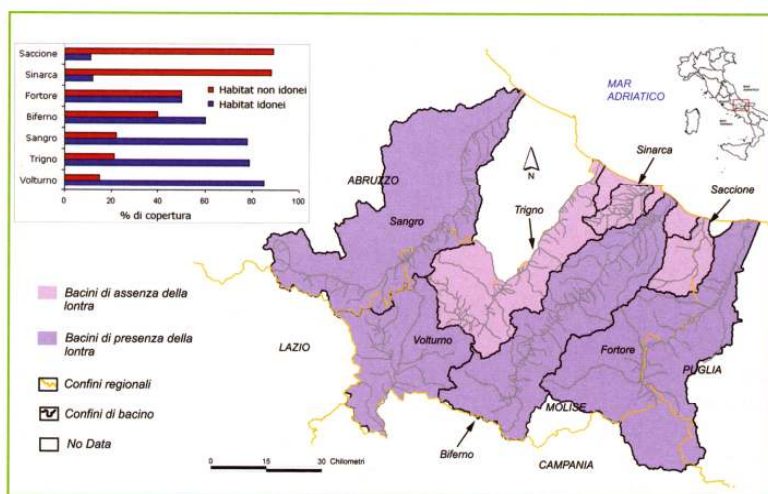 Saccione
Sinarca
Fortore
Biferno
Sangro
Trigno
Volturno
Habitat non idonei
Habitat idonei
0 20 40 60 80 100
% di copertura
MAR
ADRIATICO
N
ABRUZZO
Sangro
Trigno
Sinarca
Saccione
Bacini di assenza della
lontra
Bacini di presenza della
lontra
Confini regionali
Confini di bacino
No Data
LAZIO
Volturno
Fortore
PUGLIA
MOLISE
Biferno
CAMPANIA
0 15 30 Chilometri